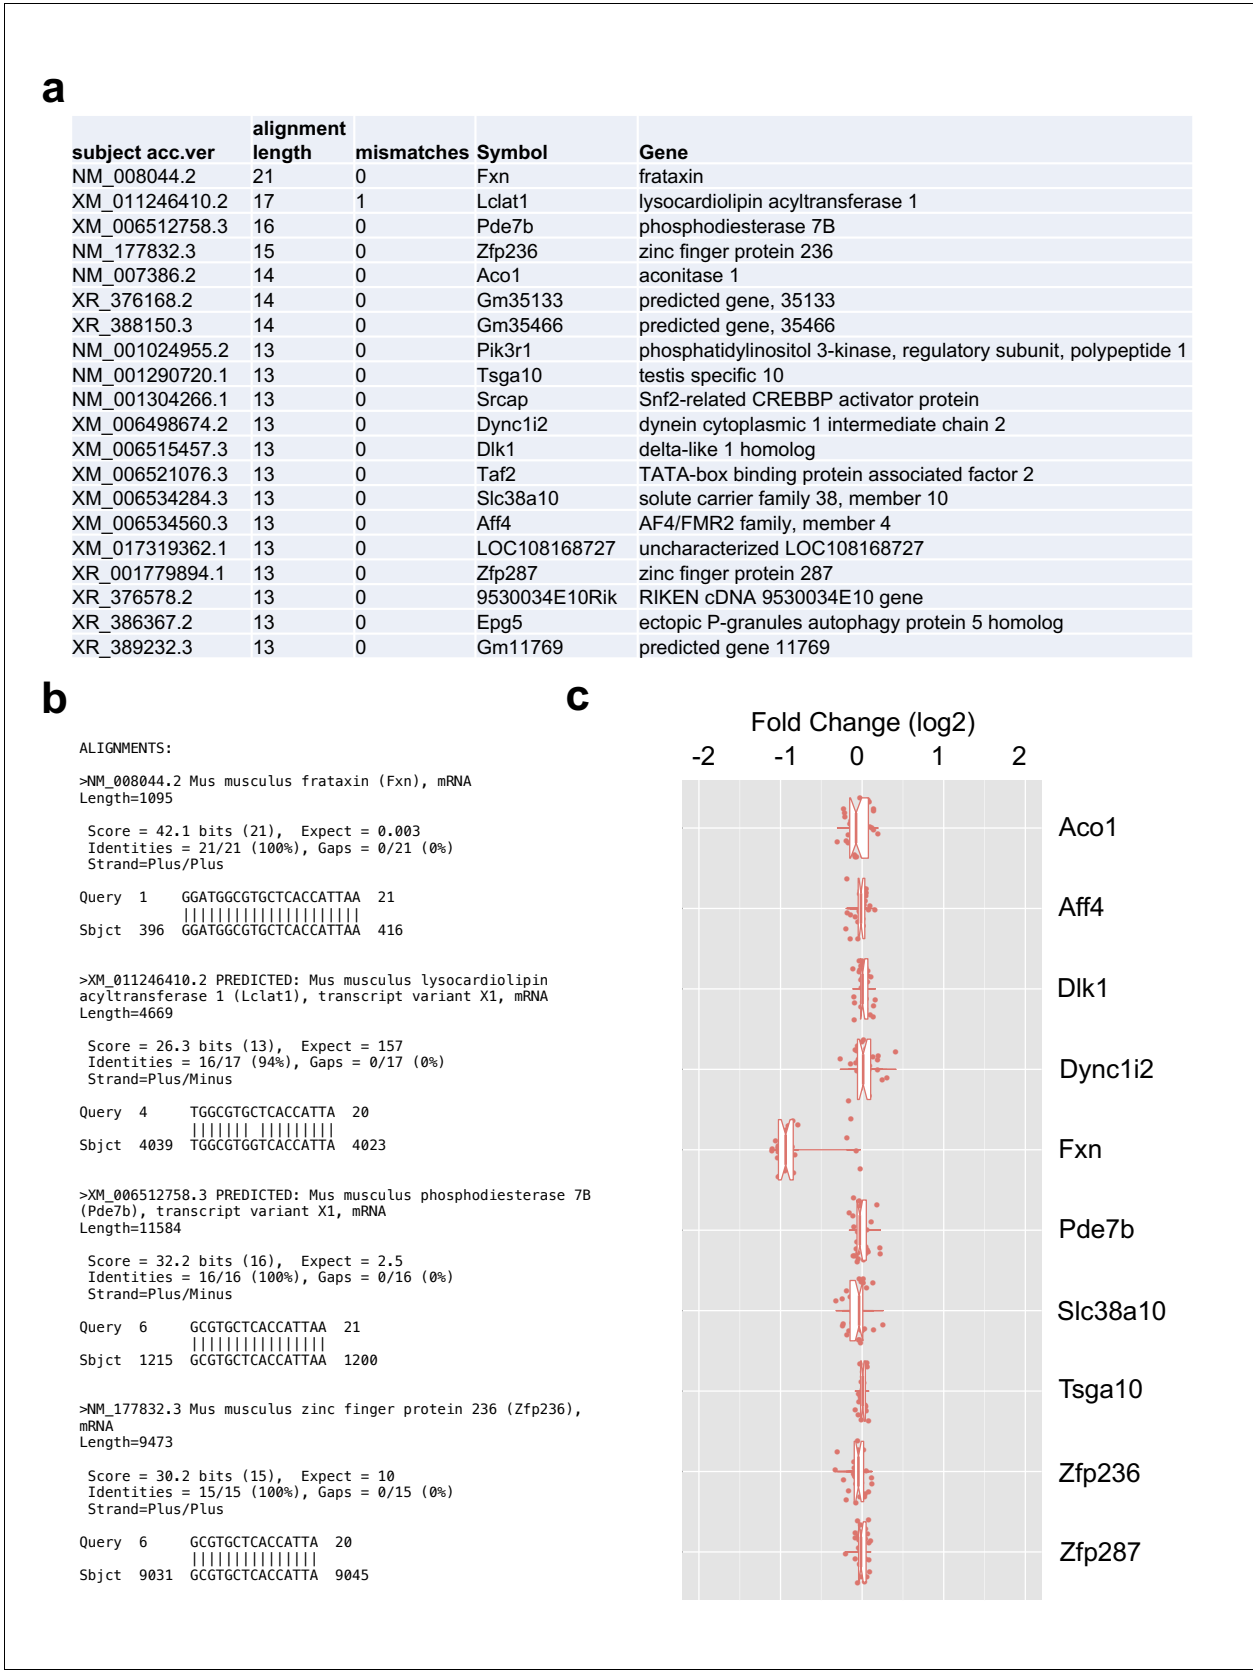 a
subject acc.ver alignment length mismatches Symbol Gene
NM_008044.2 21 0 Fxn frataxin
XM_011246410.2 17 1 Lclat1 lysocardiolipin acyltransferase 1
XM_006512758.3 16 0 Pde7b phosphodiesterase 7B
NM_177832.3 15 0 Zfp236 zinc finger protein 236
NM_007386.2 14 0 Aco1 aconitase 1
XR_376168.2 14 0 Gm35133 predicted gene, 35133
XR_388150.3 14 0 Gm35466 predicted gene, 35466
NM_001024955.2 13 0 Pik3r1 phosphatidylinositol 3-kinase, regulatory subunit, polypeptide 1
NM_001290720.1 13 0 Tsga10 testis specific 10
NM_001304266.1 13 0 Srcap Snf2-related CREBBP activator protein
XM_006498674.2 13 0 Dync1i2 dynein cytoplasmic 1 intermediate chain 2
XM_006515457.3 13 0 Dlk1 delta-like 1 homolog
XM_006521076.3 13 0 Taf2 TATA-box binding protein associated factor 2
XM_006534284.3 13 0 Slc38a10 solute carrier family 38, member 10
XM_006534560.3 13 0 Aff4 AF4/FMR2 family, member 4
XM_017319362.1 13 0 LOC108168727 uncharacterized LOC108168727
XR_001779894.1 13 0 Zfp287 zinc finger protein 287
XR_376578.2 13 0 9530034E10Rik RIKEN cDNA 9530034E10 gene
XR_386367.2 13 0 Epg5 ectopic P-granules autophagy protein 5 homolog
XR_389232.3 13 0 Gm11769 predicted gene 11769
b
ALIGNMENTS:
>NM_008044.2 Mus musculus frataxin (Fxn), mRNA
Length=1095
Score = 42.1 bits (21), Expect = 0.003
Identities = 21/21 (100%), Gaps = 0/21 (0%)
Strand=Plus/Plus
Query 1 GGATGGCGTGCTCACCATTAA 21
|||||||||||||||||||||
Sbjct 396 GGATGGCGTGCTCACCATTAA 416
>XM_011246410.2 PREDICTED: Mus musculus lysocardiolipin
acyltransferase 1 (Lclat1), transcript variant X1, mRNA
Length=4669
Score = 26.3 bits (13), Expect = 157
Identities = 16/17 (94%), Gaps = 0/17 (0%)
Strand=Plus/Minus
Query 4 TGGCGTGCTCACCATTA 20
||||||| |||||||||
Sbjct 4039 TGGCGTGGTCACCATTA 4023
>XM_006512758.3 PREDICTED: Mus musculus phosphodiesterase 7B
(Pde7b), transcript variant X1, mRNA
Length=11584
Score = 32.2 bits (16), Expect = 2.5
Identities = 16/16 (100%), Gaps = 0/16 (0%)
Strand=Plus/Minus
Query 6 GCGTGCTCACCATTAA 21
||||||||||||||||
Sbjct 1215 GCGTGCTCACCATTAA 1200
>NM_177832.3 Mus musculus zinc finger protein 236 (Zfp236),
mRNA
Length=9473
Score = 30.2 bits (15), Expect = 10
Identities = 15/15 (100%), Gaps = 0/15 (0%)
Strand=Plus/Plus
Query 6 GCGTGCTCACCATTA 20
|||||||||||||||
Sbjct 9031 GCGTGCTCACCATTA 9045
c
Fold Change (log2)
-2 -1 0 1 2
Aco1
Aff4
Dlk1
Dync1i2
Fxn
Pde7b
Slc38a10
Tsga10
Zfp236
Zfp287